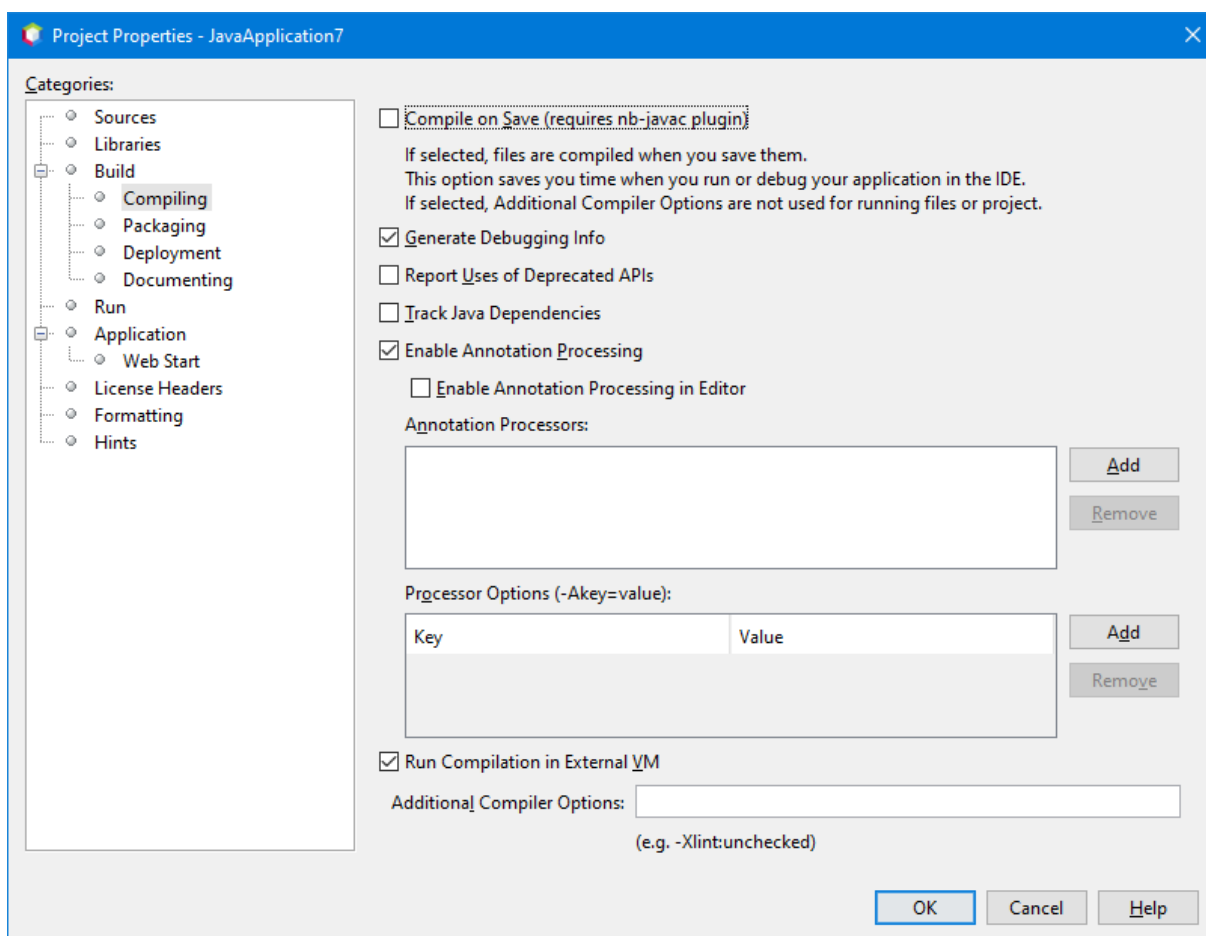 Project Properties - JavaApplication7
Categories:
Sources
Libraries
Build
Compiling
Packaging
Deployment
Documenting
Run
Application
Web Start
License Headers
Formatting
Hints
Compile on Save (requires nb-javac plugin)
If selected, files are compiled when you save them.
This option saves you time when you run or debug your application in the IDE.
If selected, Additional Compiler Options are not used for running files or project.
Generate Debugging Info
Report Uses of Deprecated APIs
Track Java Dependencies
Enable Annotation Processing
Enable Annotation Processing in Editor
Annotation Processors:
Add
Remove
Processor Options (-Akey=value):
Key Value
Add
Remove
Run Compilation in External VM
Additional Compiler Options:
(e.g. -Xlint:unchecked)
OK Cancel Help